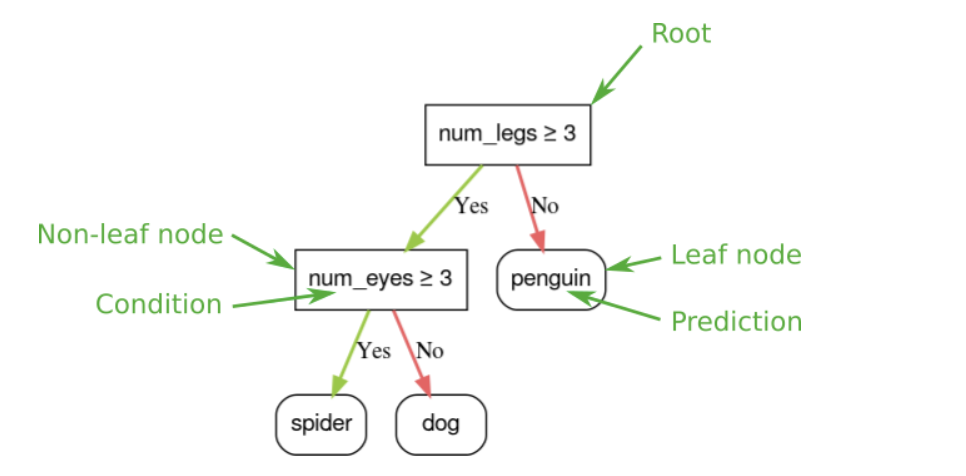 Root
num_legs ≥ 3
Yes
No
Non-leaf node
Leaf node
num_eyes ≥ 3
penguin
Condition
Prediction
Yes
No
spider
dog